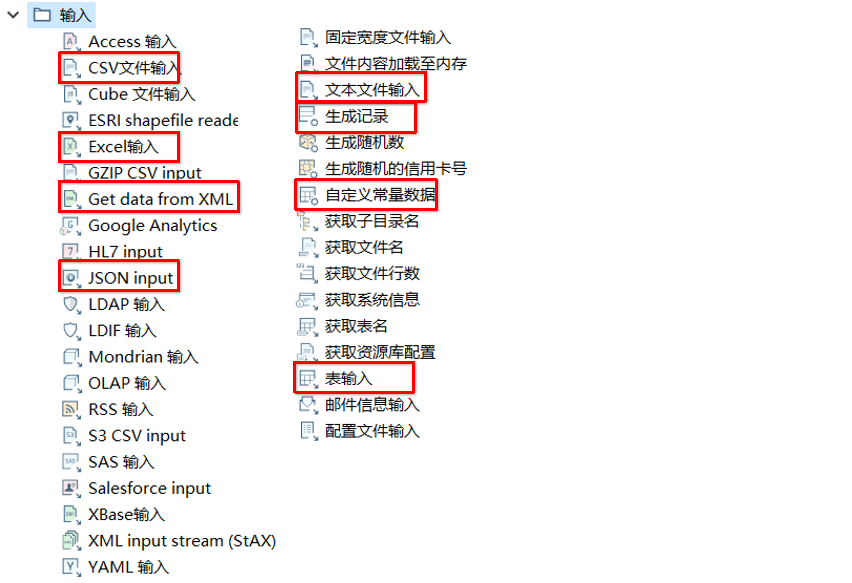 输入
Access 输入
CSV文件输入
Cube 文件输入
ESRI shapefile reade
Excel输入
GZIP CSV input
Get data from XML
Google Analytics
HL7 input
JSON input
LDAP 输入
LDIF 输入
Mondrian 输入
OLAP 输入
RSS 输入
S3 CSV input
SAS 输入
Salesforce input
XBase输入
XML input stream (StAX)
YAML 输入
固定宽度文件输入
文件内容加载至内存
文本文件输入
生成记录
生成随机数
生成随机的信用卡号
自定义常量数据
获取子目录名
获取文件名
获取文件行数
获取系统信息
获取表名
获取资源库配置
表输入
邮件信息输入
配置文件输入